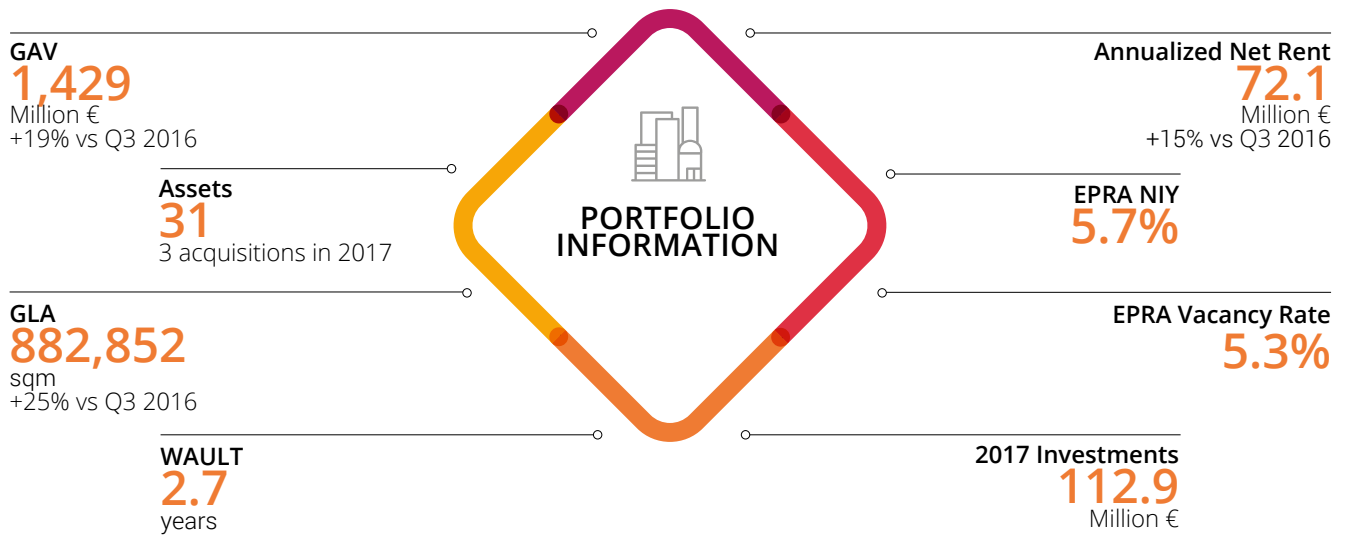 GAV
1,429
Million €
+19% vs Q3 2016
Assets
31
3 acquisitions in 2017
GLA
882,852
sqm
+25% vs Q3 2016
WAULT
2.7
years
PORTFOLIO
INFORMATION
Annualized Net Rent
72.1
Million €
+15% vs Q3 2016
EPRA NIY
5.7%
EPRA Vacancy Rate
5.3%
2017 Investments
112.9
Million €